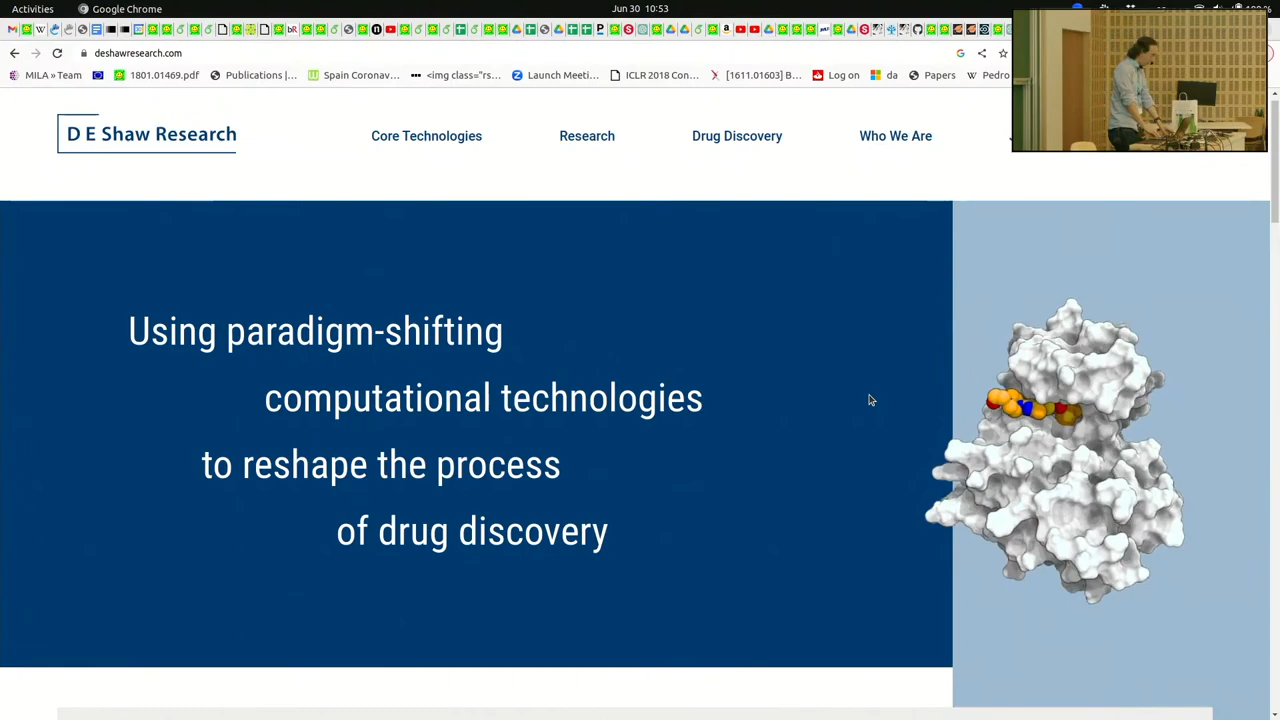 Activities
Google Chrome
Jun 30 10:53
deshawresearch.com
MILA » Team
1801.01469.pdf
Publications |...
Spain Coronav...
<img class="rs...
Launch Meeti...
ICLR 2018 Con...
[1611.01603] B...
Log on
da
Papers
Pedro
D E Shaw Research
Core Technologies
Research
Drug Discovery
Who We Are
Using paradigm-shifting
computational technologies
to reshape the process
of drug discovery